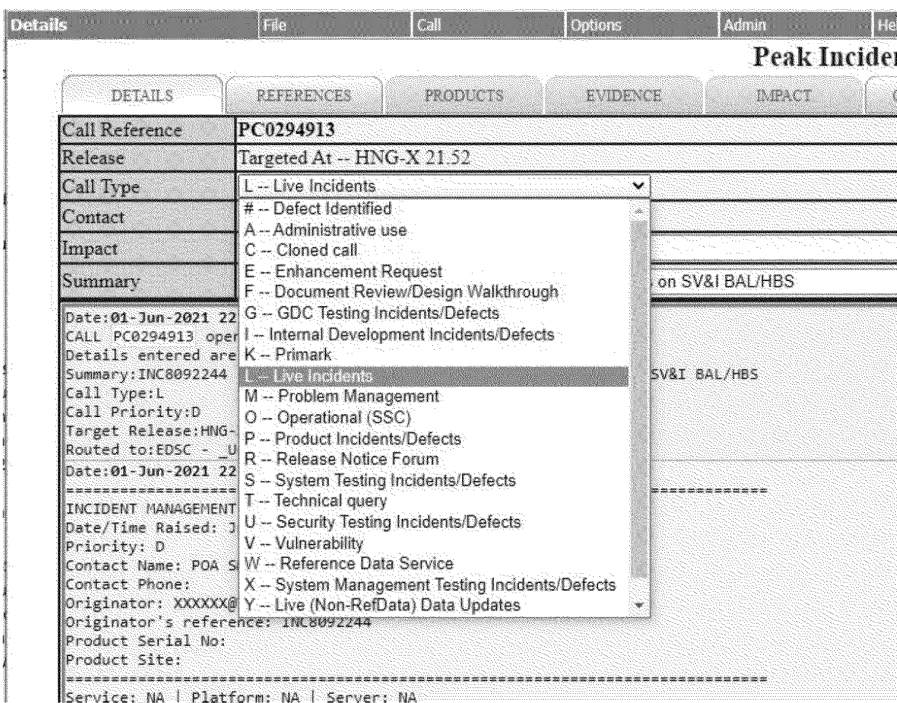 Details File Call Options Admin
Peak Incider
DETAILS REFERENCES PRODUCTS EVIDENCE IMPACT
Call Reference PC0294913
Release Targeted At -- HNG-X 21.52
Call Type L -- Live Incidents
Contact # -- Defect Identified
A -- Administrative use
Impact C -- Cloned call
E -- Enhancement Request
Summary F -- Document Review/Design Walkthrough on SV&I BAL/HBS
G -- GDC Testing Incidents/Defects
Date:01-Jun-2021 22
CALL PC0294913 oper I -- Internal Development Incidents/Defects
Details entered are K -- Primark
Summary:INC8092244 L -- Live Incidents SV&I BAL/HBS
Call Type:L M -- Problem Management
Call Priority:D O -- Operational (SSC)
Target Release:HNG- P -- Product Incidents/Defects
Routed to:EDSC - _U R -- Release Notice Forum
Date:01-Jun-2021 22 S -- System Testing Incidents/Defects
T -- Technical query
INCIDENT MANAGEMENT U -- Security Testing Incidents/Defects
Date/Time Raised: J V -- Vulnerability
Priority: D W -- Reference Data Service
Contact Name: POA S X -- System Management Testing Incidents/Defects
Contact Phone:
Originator: XXXXXX@ Y -- Live (Non-RefData) Data Updates
Originator's reference: INC8092244
Product Serial No:
Product Site:
Service: NA | Platform: NA | Server: NA